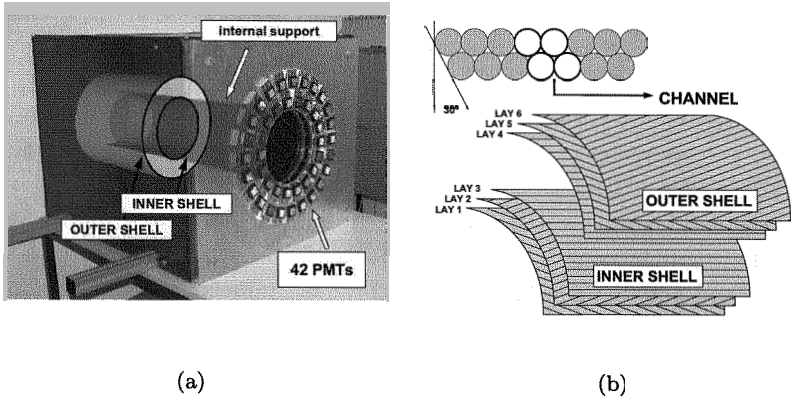 internal support
INNER SHELL
OUTER SHELL
42 PMTs
(a)
(b)
30°
CHANNEL
LAY 6
LAY 5
LAY 4
OUTER SHELL
LAY 3
LAY 2
LAY 1
INNER SHELL